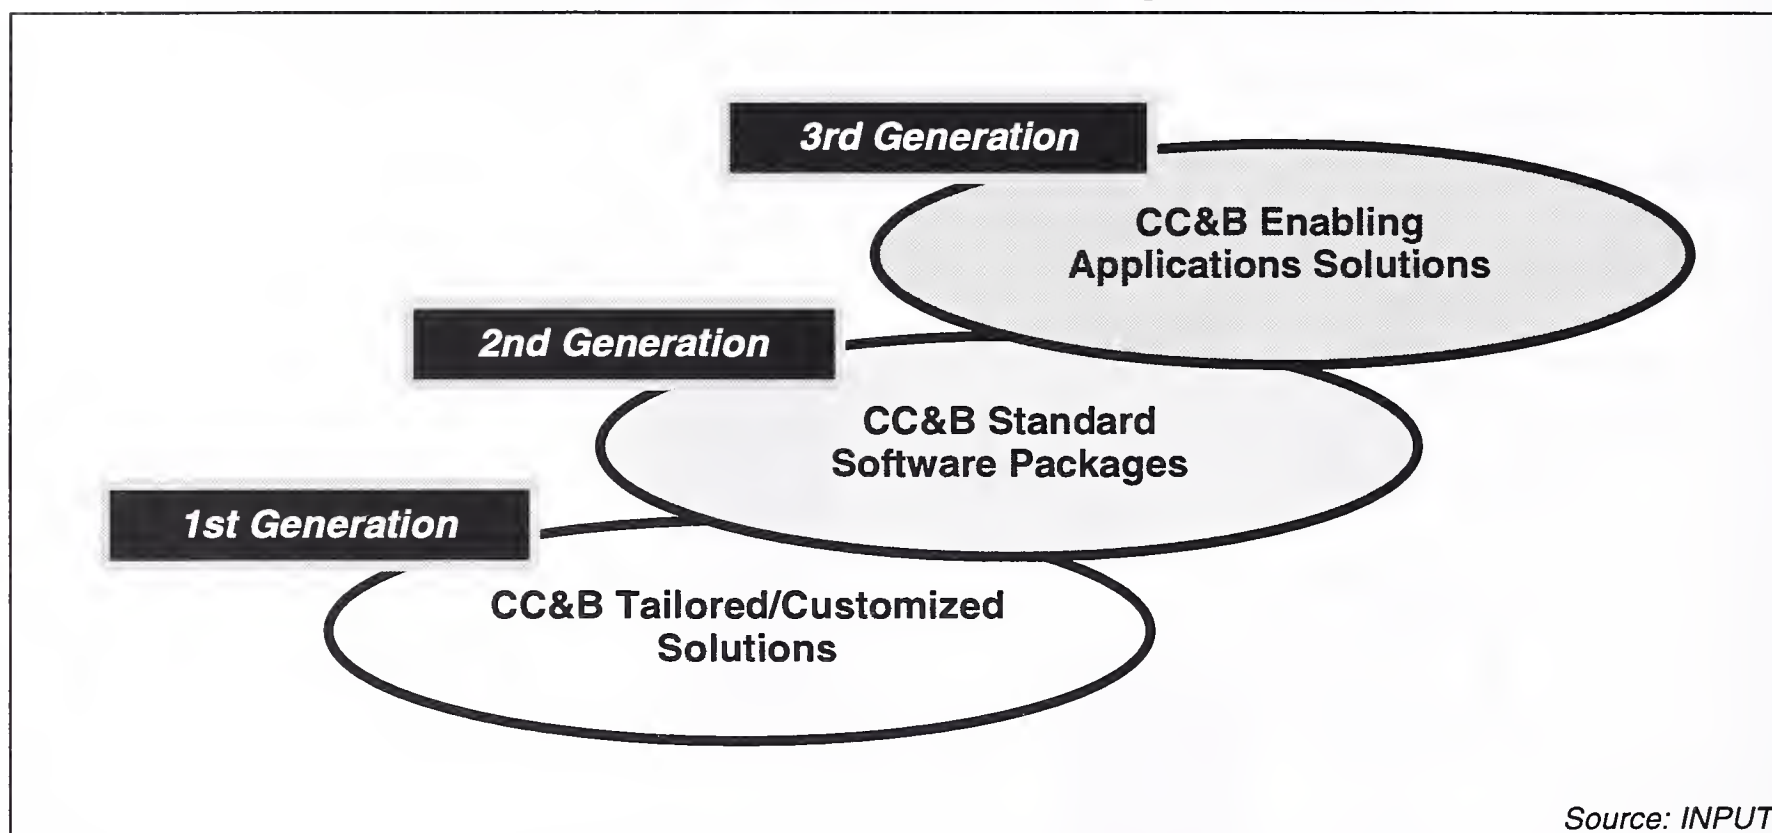 3rd Generation
CC&B Enabling
Applications Solutions
2nd Generation
CC&B Standard
Software Packages
1st Generation
CC&B Tailored/Customized
Solutions
Source: INPUT